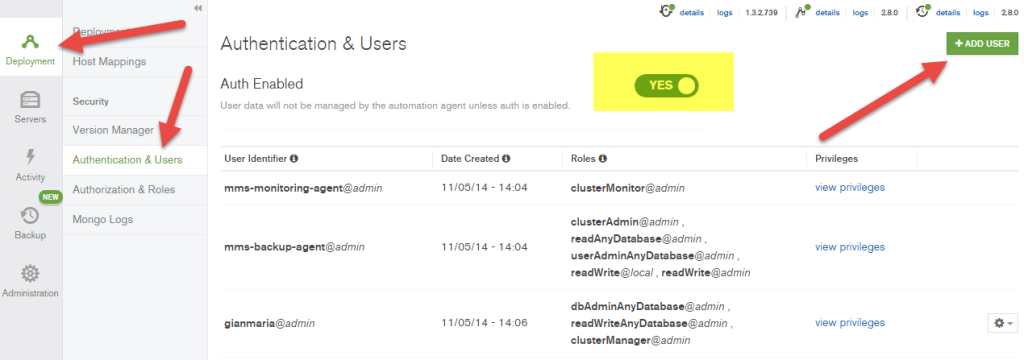 details logs 1.3.2.739 details logs 2.8.0 details logs 2.8.0
Deployment
Servers
Activity
NEW
Backup
Administration
Host Mappings
Security
Version Manager
Authentication & Users
Authorization & Roles
Mongo Logs
Authentication & Users
+ ADD USER
Auth Enabled
YES
User data will not be managed by the automation agent unless auth is enabled.
User Identifier Date Created Roles Privileges
mms-monitoring-agent@admin 11/05/14 - 14:04 clusterMonitor@admin view privileges
clusterAdmin@admin ,
readAnyDatabase@admin ,
mms-backup-agent@admin 11/05/14 - 14:04 userAdminAnyDatabase@admin , view privileges
readWrite@local , readWrite@admin
dbAdminAnyDatabase@admin ,
gianmaria@admin 11/05/14 - 14:06 readWriteAnyDatabase@admin , view privileges
clusterManager@admin